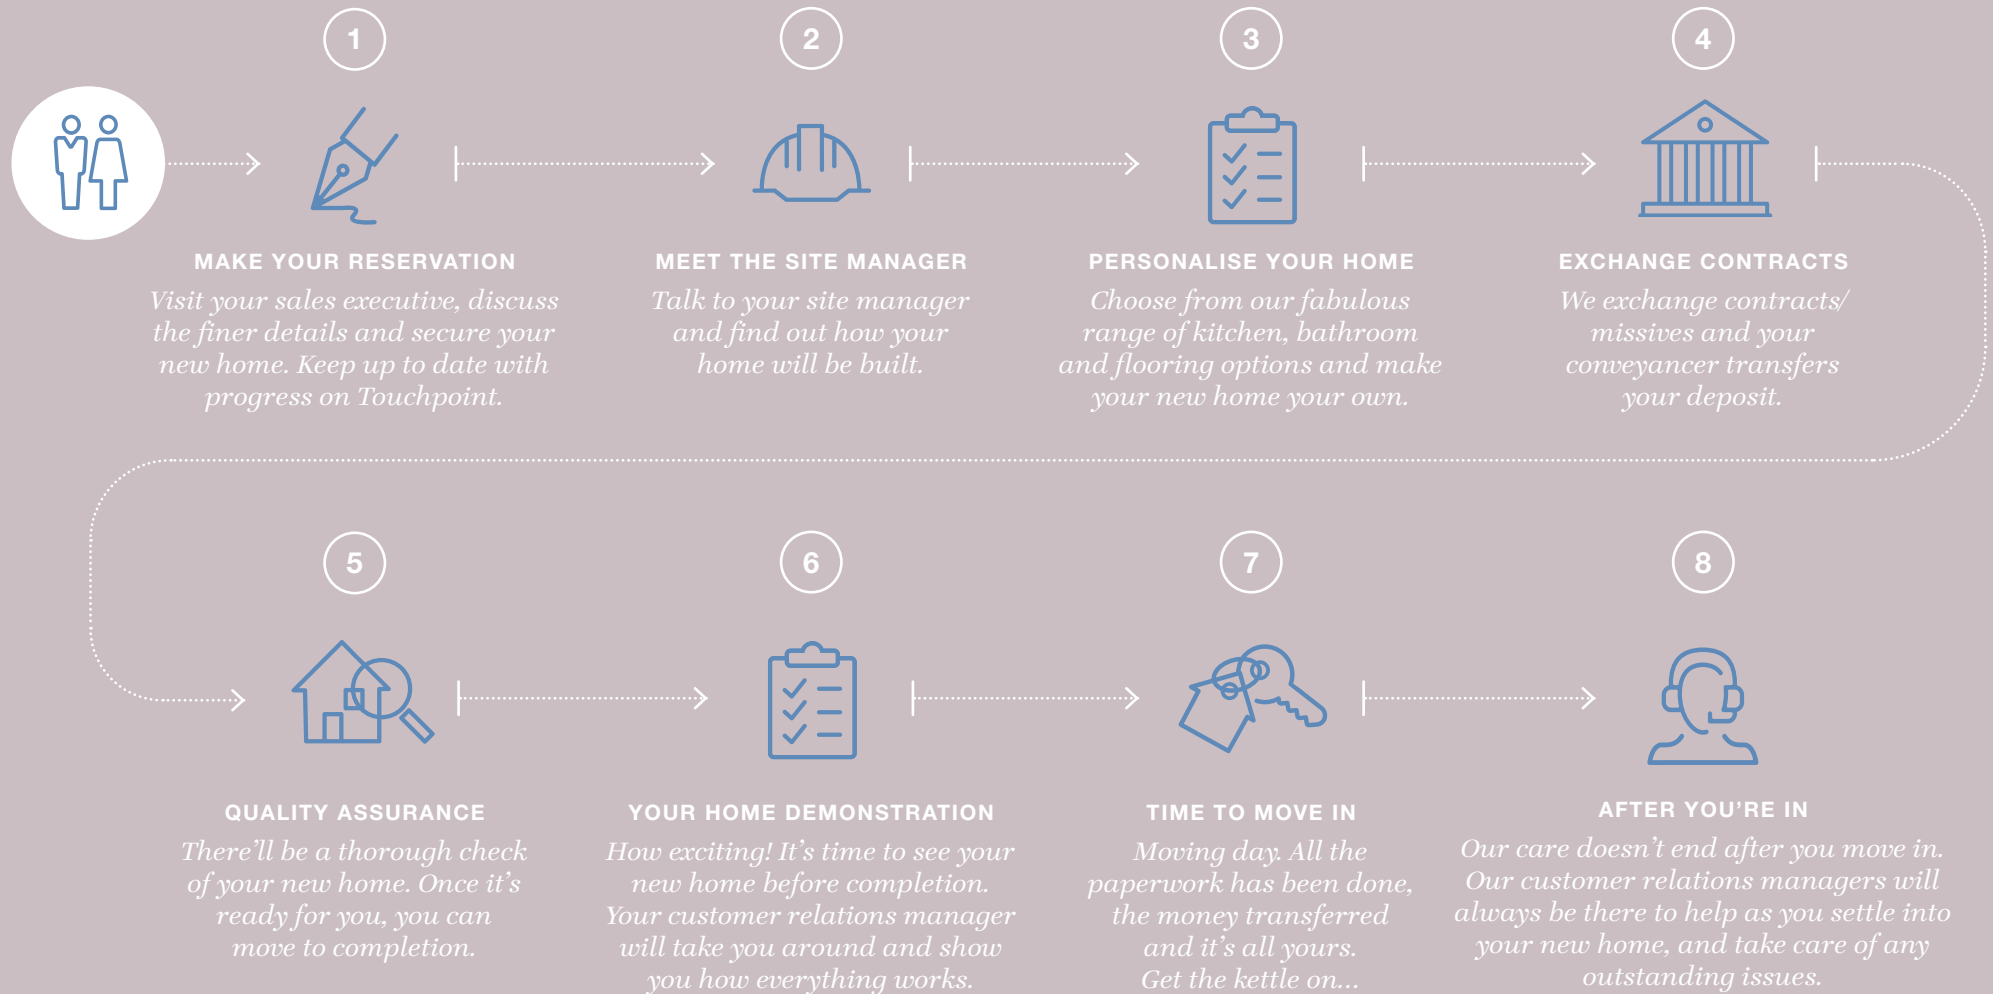 1
MAKE YOUR RESERVATION
Visit your sales executive, discuss
the finer details and secure your
new home. Keep up to date with
progress on Touchpoint.
2
MEET THE SITE MANAGER
Talk to your site manager
and find out how your
home will be built.
3
PERSONALISE YOUR HOME
Choose from our fabulous
range of kitchen, bathroom
and flooring options and make
your new home your own.
4
EXCHANGE CONTRACTS
We exchange contracts/
missives and your
conveyancer transfers
your deposit.
5
QUALITY ASSURANCE
There’ll be a thorough check
of your new home. Once it’s
ready for you, you can
move to completion.
6
YOUR HOME DEMONSTRATION
How exciting! It’s time to see your
new home before completion.
Your customer relations manager
will take you around and show
you how everything works.
7
TIME TO MOVE IN
Moving day. All the
paperwork has been done,
the money transferred
and it’s all yours.
Get the kettle on…
8
AFTER YOU’RE IN
Our care doesn’t end after you move in.
Our customer relations managers will
always be there to help as you settle into
your new home, and take care of any
outstanding issues.